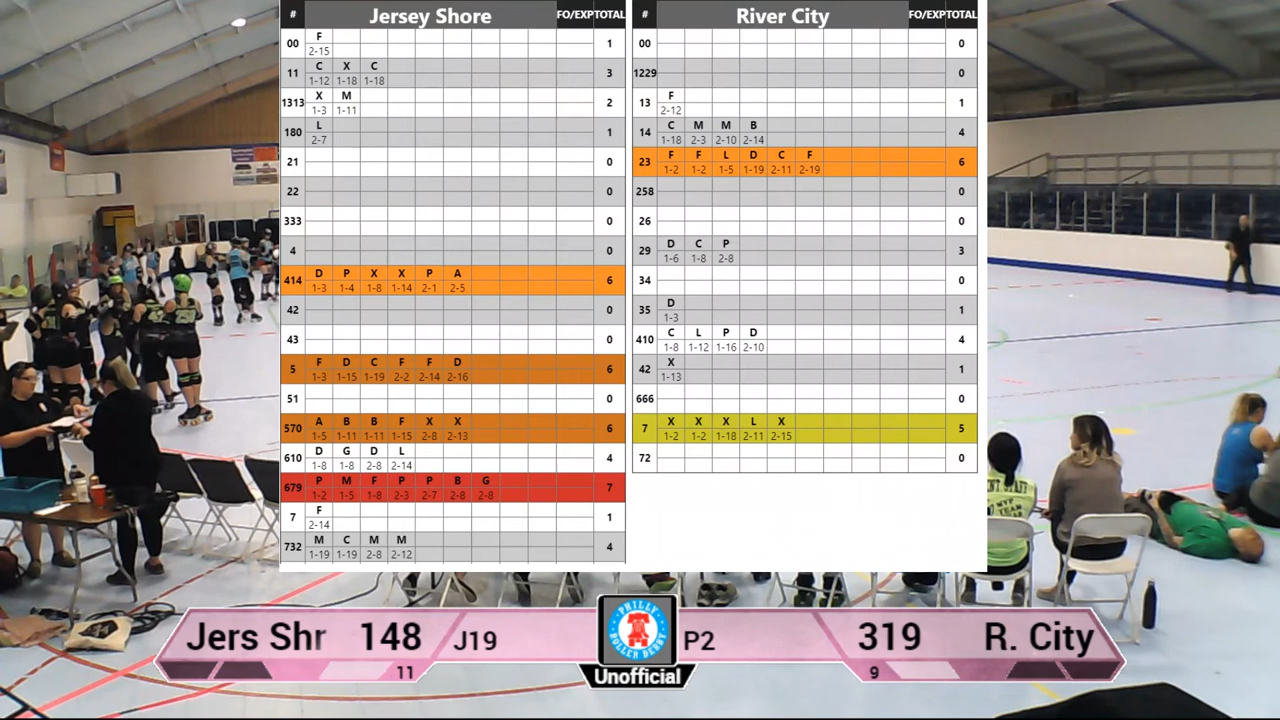 # Jersey Shore FO/EXP TOTAL
00 F 1
2-15
11 C X C 3
1-12 1-18 1-18
1313 X M 2
1-3 1-11
180 L 1
2-7
21 0
22 0
333 0
4 0
414 D P X X P A 6
1-3 1-4 1-8 1-14 2-1 2-5
42 0
43 0
5 F D C F F D 6
1-3 1-15 1-19 2-2 2-14 2-16
51 0
570 A B B F X X 6
1-5 1-11 1-11 1-15 2-8 2-13
610 D G D L 4
1-8 1-8 2-8 2-14
679 P M F P P B G 7
1-2 1-5 1-8 2-3 2-7 2-8 2-8
7 F 1
2-14
732 M C M M 4
1-19 1-19 2-8 2-12
# River City FO/EXP TOTAL
00 0
1229 0
13 F 1
2-12
14 C M M B 4
1-18 2-3 2-10 2-14
23 F F L D C F 6
1-2 1-2 1-5 1-19 2-11 2-19
258 0
26 0
29 D C P 3
1-6 1-8 2-8
34 0
35 D 1
1-3
410 C L P D 4
1-8 1-12 1-16 2-10
42 X 1
1-13
666 0
7 X X X L X 5
1-2 1-2 1-18 2-11 2-15
72 0
Jers Shr 148 J19 P2 319 R. City
11 9
PHILLY
ROLLER DERBY
Unofficial